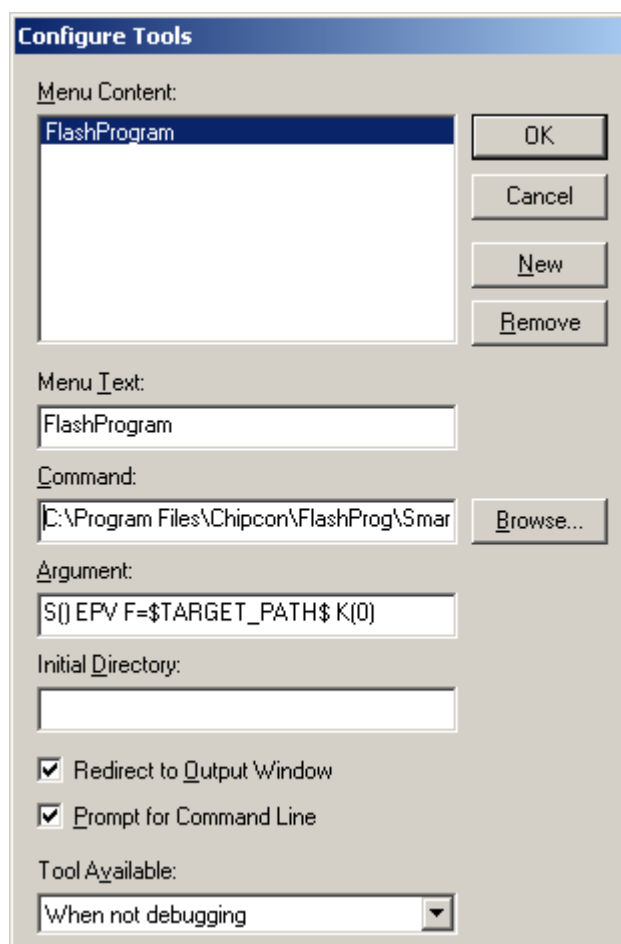 Configure Tools
Menu Content:
FlashProgram
OK
Cancel
New
Remove
Menu Text:
FlashProgram
Command:
C:\Program Files\Chipcon\FlashProg\Smar
Browse...
Argument:
S() EPV F=$TARGET_PATH$ K(0)
Initial Directory:
Redirect to Output Window
Prompt for Command Line
Tool Available:
When not debugging